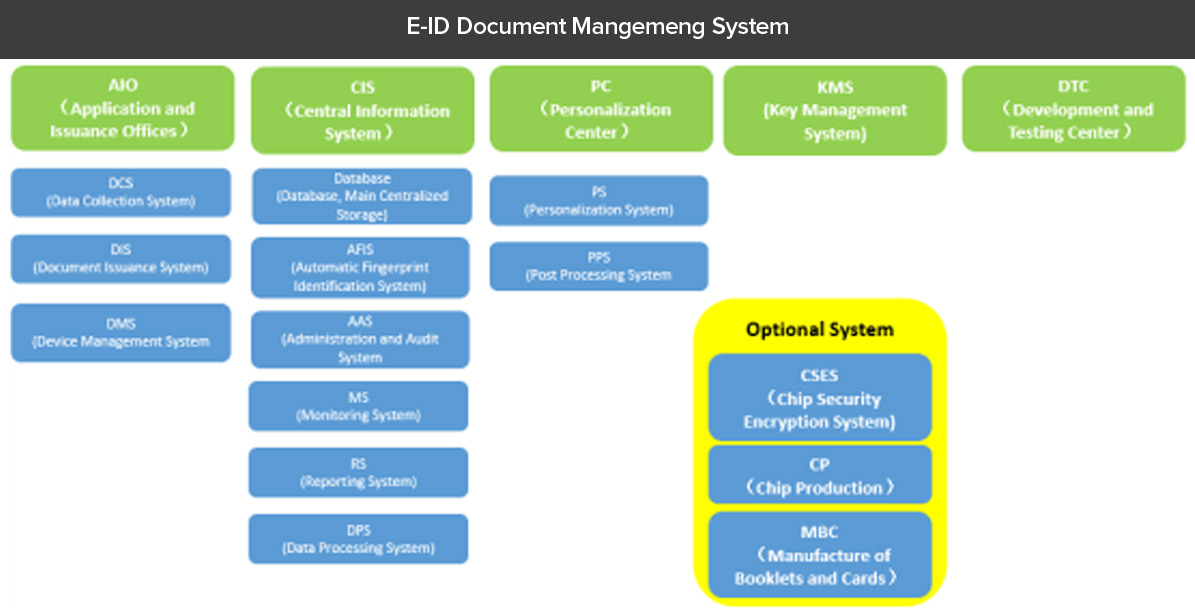 E-ID Document Mangemeng System
AIO
（Application and
Issuance Offices）
DCS
(Data Collection System)
DIS
(Document Issuance System)
DMS
(Device Management System
CIS
（Central Information
System）
Database
(Database, Main Centralized
Storage)
AFIS
(Automatic Fingerprint
Identification System)
AAS
(Administration and Audit
System
MS
(Monitoring System)
RS
(Reporting System)
DPS
(Data Processing System)
PC
（Personalization
Center）
PS
(Personalization System)
PPS
(Post Processing System
KMS
(Key Management
System)
Optional System
CSES
（Chip Security
Encryption System)
CP
（Chip Production）
MBC
（Manufacture of
Booklets and Cards）
DTC
（Development and
Testing Center）